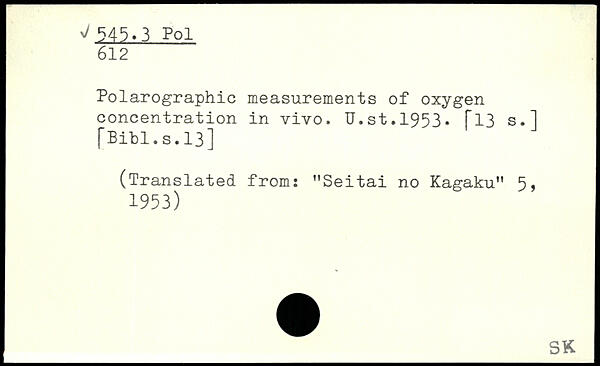 ✓ 545.3 Pol
612
Polarographic measurements of oxygen
concentration in vivo. U.st.1953. [13 s.]
[Bibl.s.13]
(Translated from: "Seitai no Kagaku" 5,
1953)
SK